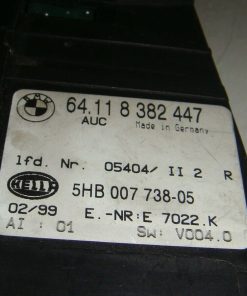 64.11 8 382 447
AUC Made in Germany
lfd. Nr. 05404/ II 2 R
HELLA 5HB 007 738-05
02/99 E.-NR:E 7022.K
AI : 01 SW: V004.0